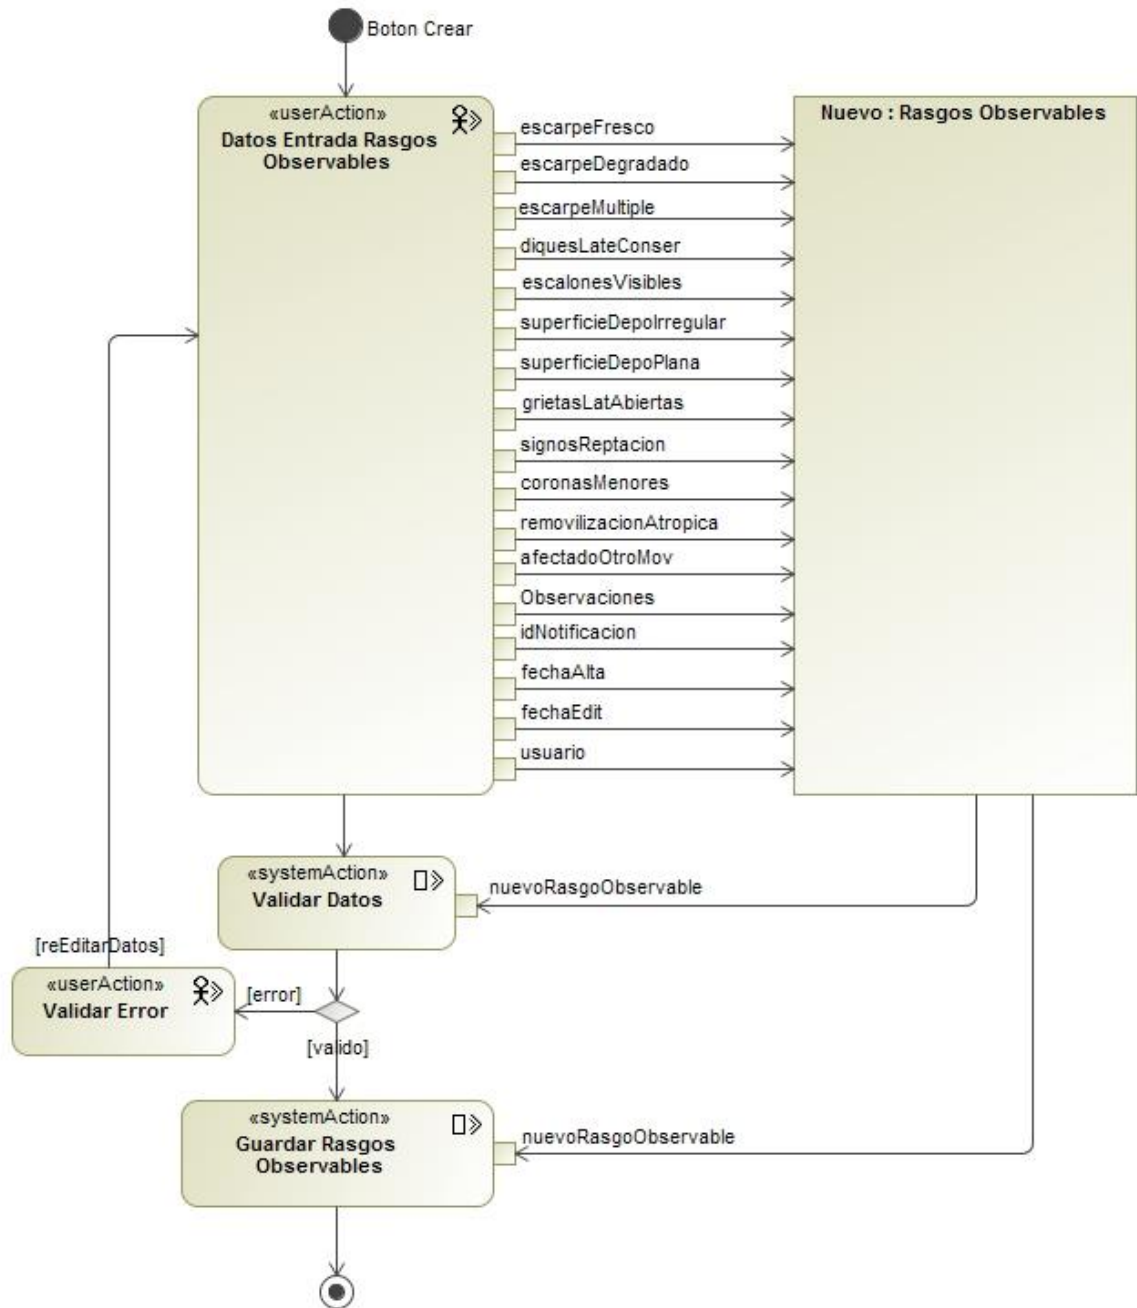 Boton Crear
«userAction»
Datos Entrada Rasgos
Observables
Nuevo : Rasgos Observables
escarpeFresco
escarpeDegradado
escarpeMultiple
diquesLateConser
escalonesVisibles
superficieDepoIrregular
superficieDepoPlana
grietasLatAbiertas
signosReptacion
coronasMenores
removilizacionAtropica
afectadoOtroMov
Observaciones
idNotificacion
fechaAlta
fechaEdit
usuario
«systemAction»
Validar Datos
nuevoRasgoObservable
[reEditarDatos]
«userAction»
Validar Error
[error]
[valido]
«systemAction»
Guardar Rasgos
Observables
nuevoRasgoObservable